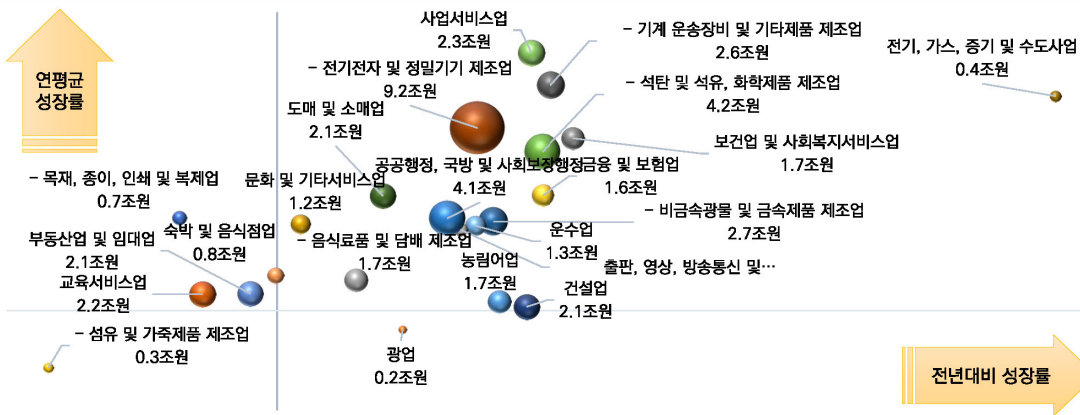 연평균
성장률
사업서비스업
2.3조원
- 기계 운송장비 및 기타제품 제조업
2.6조원
전기, 가스, 증기 및 수도사업
0.4조원
- 전기전자 및 정밀기기 제조업
9.2조원
- 석탄 및 석유, 화학제품 제조업
4.2조원
도매 및 소매업
2.1조원
보건업 및 사회복지서비스업
1.7조원
공공행정, 국방 및 사회보장행정
4.1조원
금융 및 보험업
1.6조원
- 목재, 종이, 인쇄 및 복제업
0.7조원
문화 및 기타서비스업
1.2조원
- 비금속광물 및 금속제품 제조업
2.7조원
숙박 및 음식점업
0.8조원
운수업
1.3조원
부동산업 및 임대업
2.1조원
- 음식료품 및 담배 제조업
1.7조원
농림어업
1.7조원
출판, 영상, 방송통신 및…
교육서비스업
2.2조원
건설업
2.1조원
- 섬유 및 가죽제품 제조업
0.3조원
광업
0.2조원
전년대비 성장률